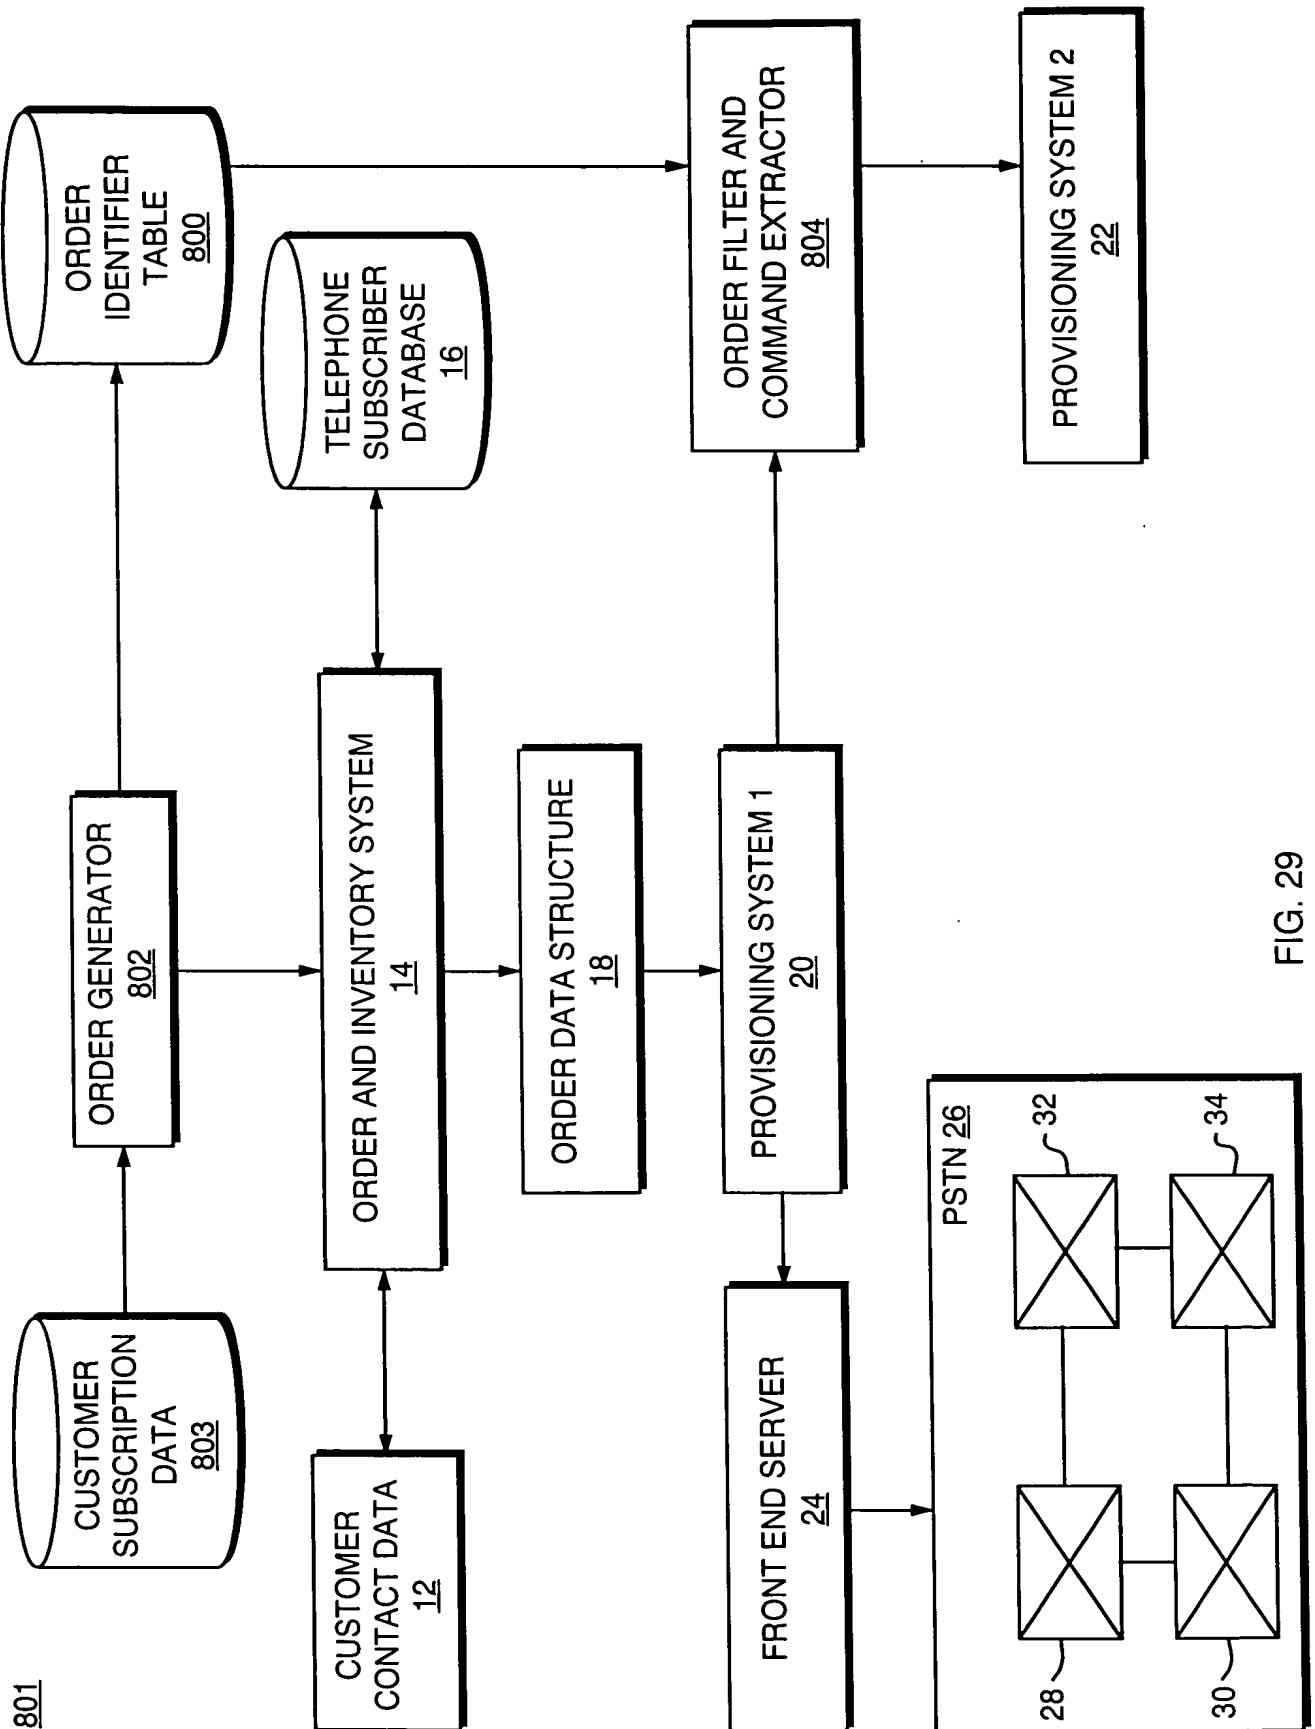 801
CUSTOMER
SUBSCRIPTION
DATA
803
ORDER GENERATOR
802
ORDER
IDENTIFIER
TABLE
800
CUSTOMER
CONTACT DATA
12
ORDER AND INVENTORY SYSTEM
14
TELEPHONE
SUBSCRIBER
DATABASE
16
ORDER DATA STRUCTURE
18
FRONT END SERVER
24
PROVISIONING SYSTEM 1
20
ORDER FILTER AND
COMMAND EXTRACTOR
804
PSTN 26
28
32
30
34
PROVISIONING SYSTEM 2
22
FIG. 29